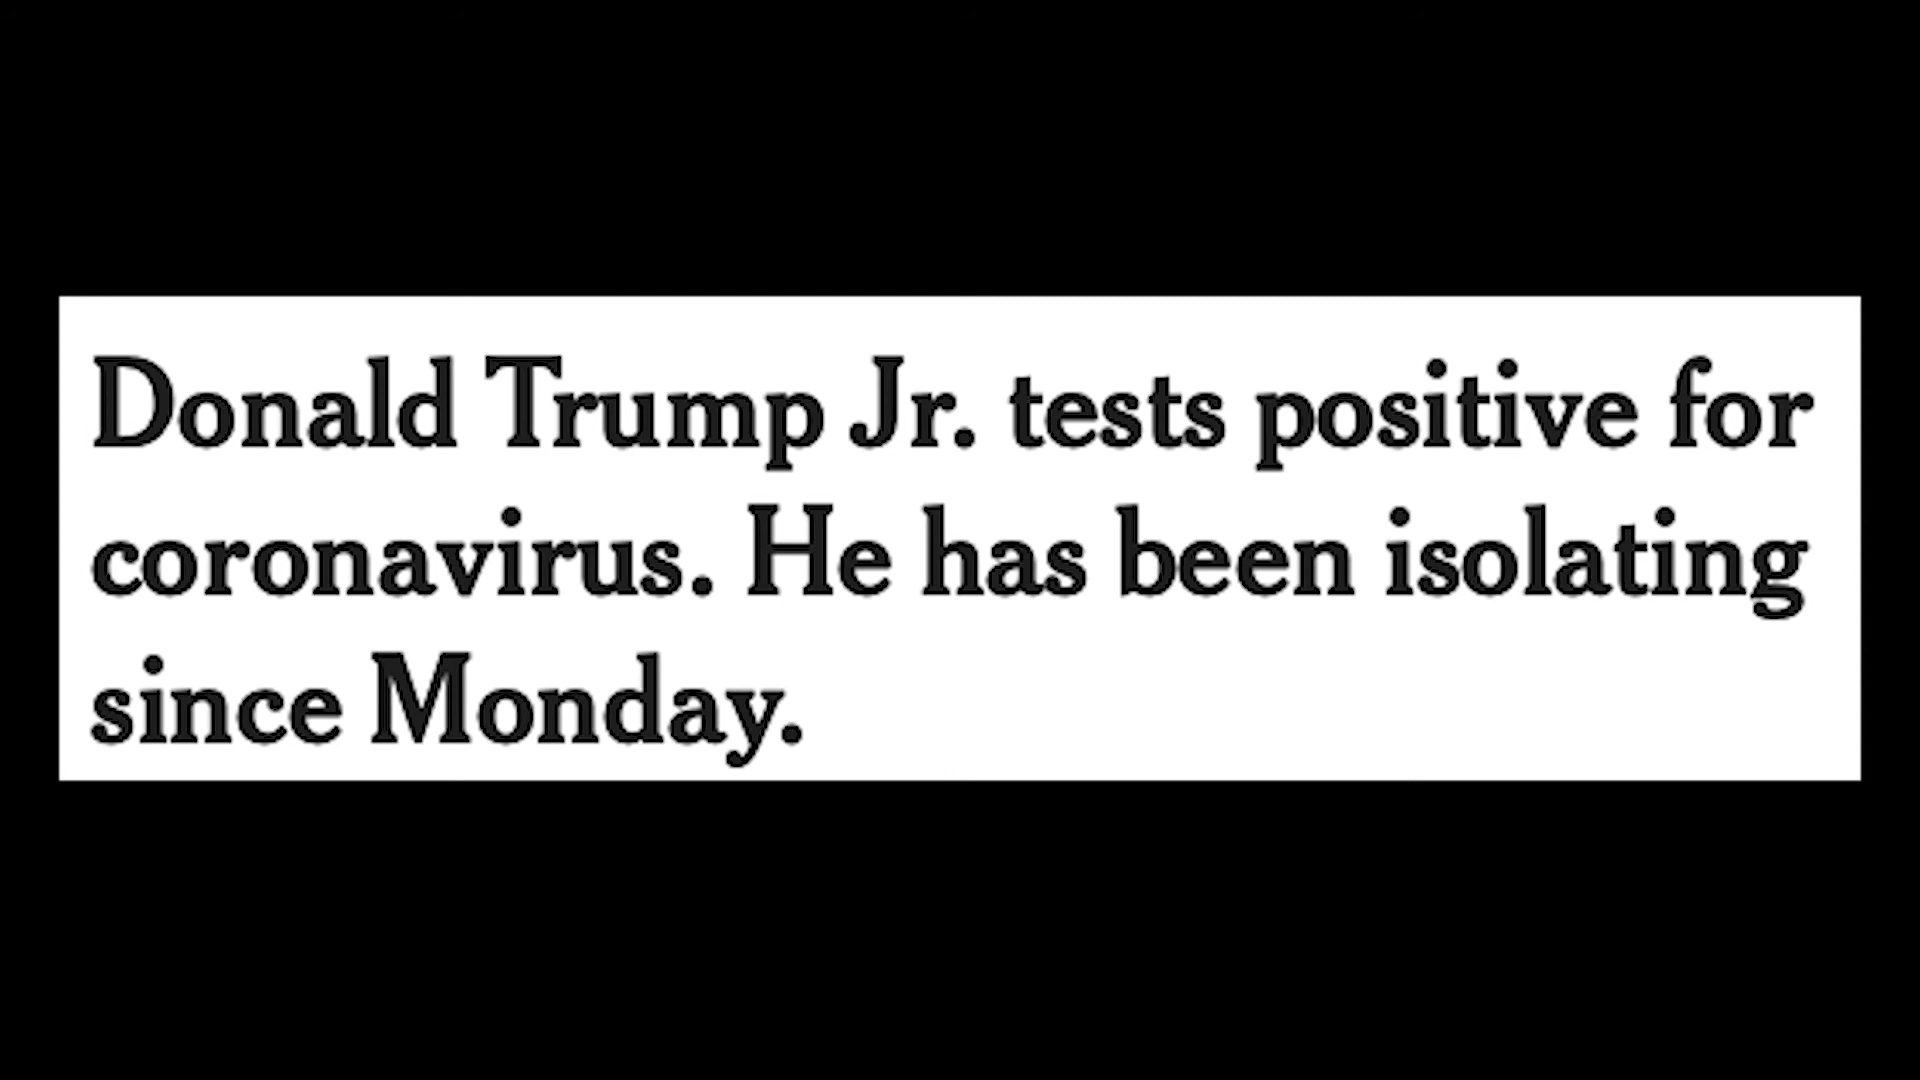 Donald Trump Jr. tests positive for
coronavirus. He has been isolating
since Monday.